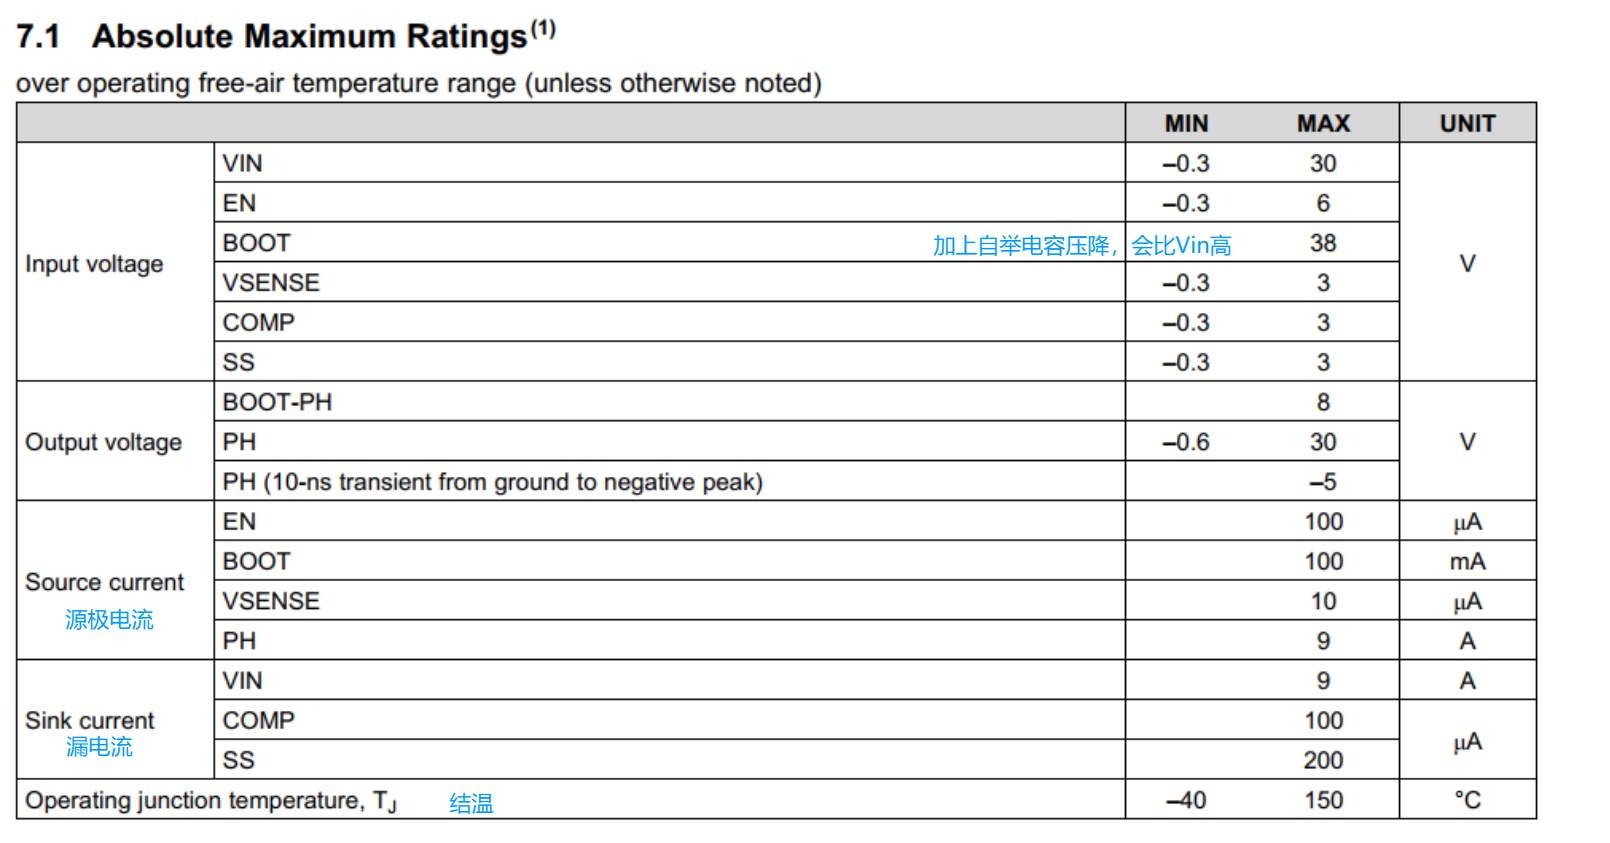 7.1 Absolute Maximum Ratings(1)
over operating free-air temperature range (unless otherwise noted)
MIN MAX UNIT
Input voltage VIN –0.3 30 V
EN –0.3 6
BOOT 加上自举电容压降，会比Vin高 38
VSENSE –0.3 3
COMP –0.3 3
SS –0.3 3
Output voltage BOOT-PH 8 V
PH –0.6 30
PH (10-ns transient from ground to negative peak) –5
Source current 源极电流 EN 100 μA
BOOT 100 mA
VSENSE 10 μA
PH 9 A
Sink current 漏电流 VIN 9 A
COMP 100 μA
SS 200
Operating junction temperature, TJ 结温 –40 150 °C